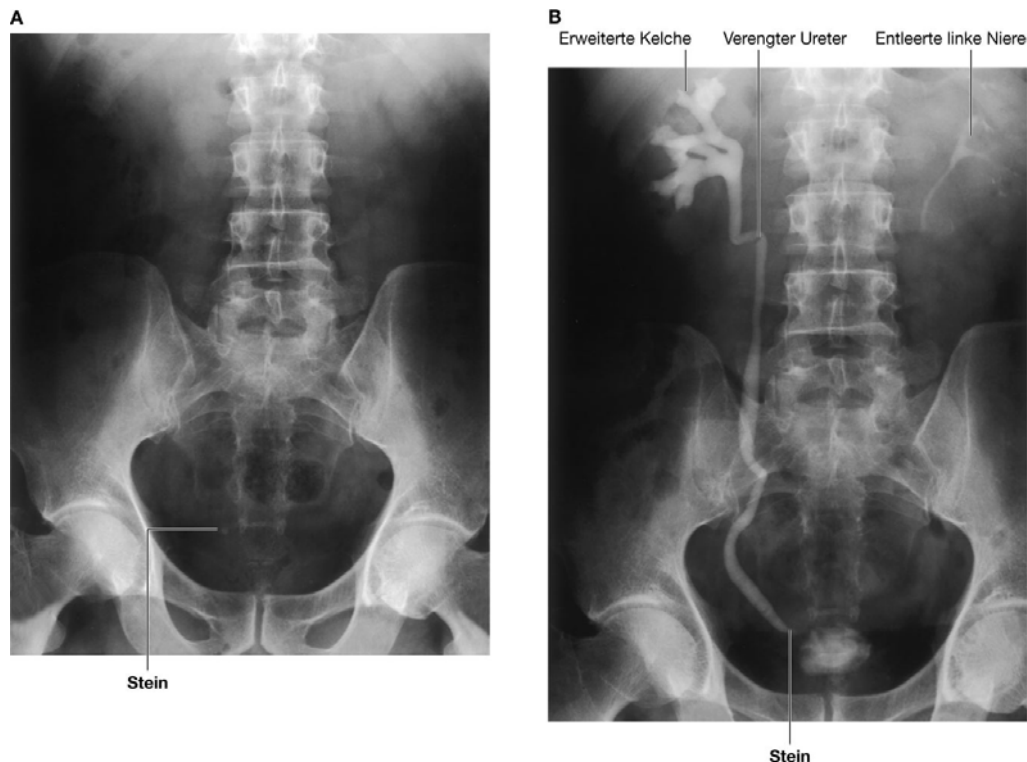 A
Stein
B
Erweiterte Kelche
Verengter Ureter
Entleerte linke Niere
Stein